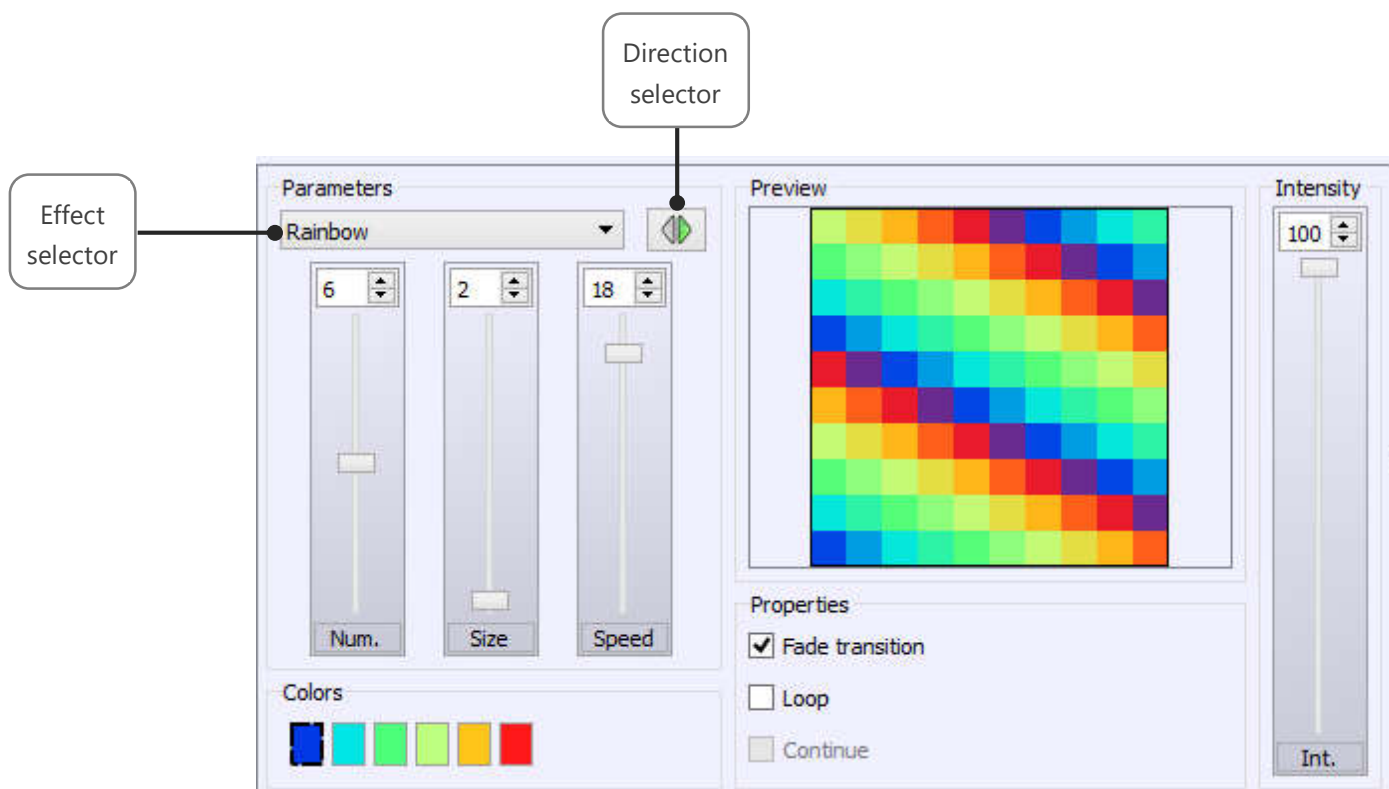 Direction
selector
Effect
selector
Parameters
Rainbow
6
2
18
Num.
Size
Speed
Colors
Preview
Properties
Fade transition
Loop
Continue
Intensity
100
Int.